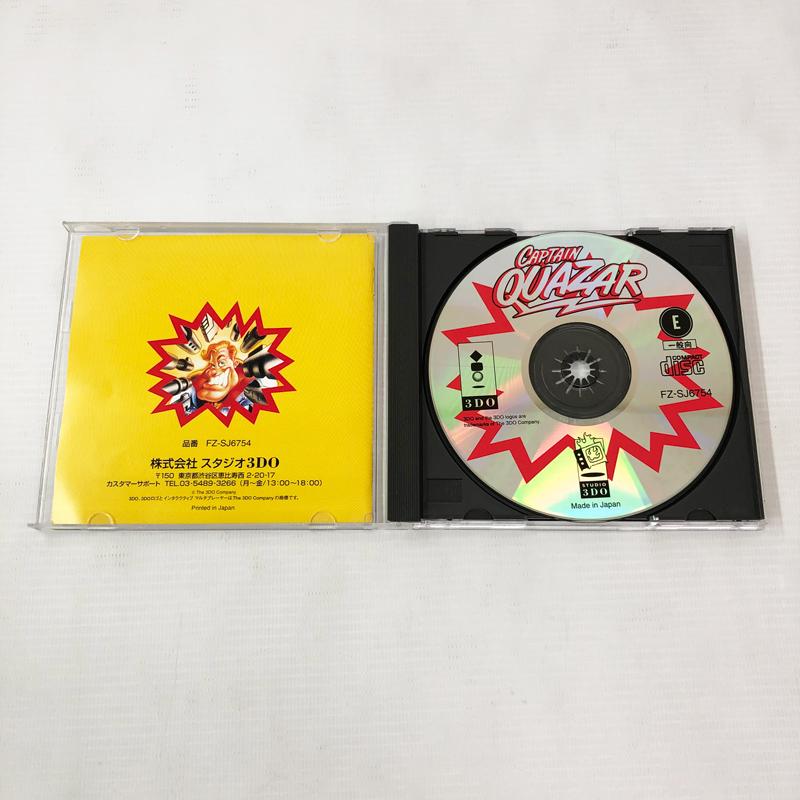 品番 FZ-SJ6754
株式会社 スタジオ3DO
〒150 東京都渋谷区恵比寿西 2-20-17
カスタマーサポート TEL.03-5489-3266（月〜金/13:00〜18:00）
© The 3DO Company
3DO、3DOロゴと インタラクティブ マルチプレーヤーは The 3DO Company の商標です。
Printed in Japan
CAPTAIN
QUAZAR
E
一般向
COMPACT
disc
FZ-SJ6754
3DO
3DO and the 3DO logos are
trademarks of The 3DO Company.
STUDIO
3DO
Made in Japan